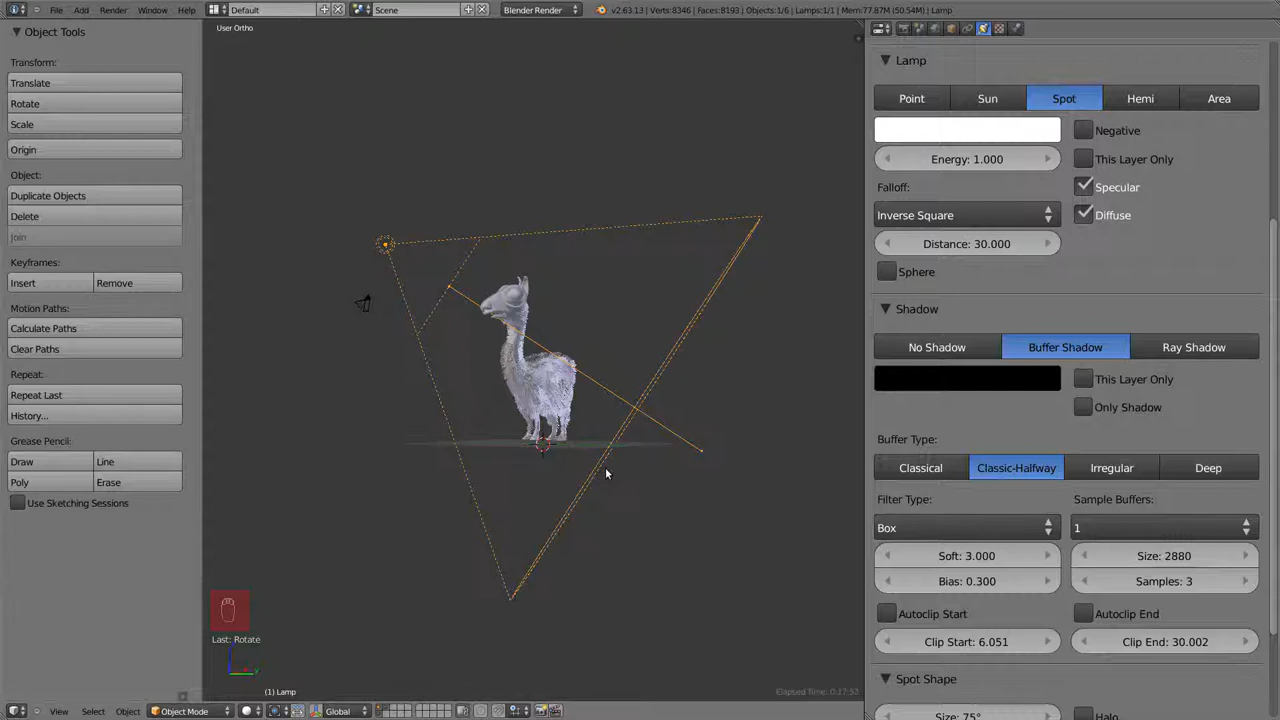 File Add Render Window Help Default Scene Blender Render v2.63.13 | Verts:8346 | Faces:8193 | Objects:1/6 | Lamps:1/1 | Mem:77.87M (50.54M) | Lamp
Object Tools
Transform:
Translate
Rotate
Scale
Origin
Object:
Duplicate Objects
Delete
Join
Keyframes:
Insert Remove
Motion Paths:
Calculate Paths
Clear Paths
Repeat:
Repeat Last
History...
Grease Pencil:
Draw Line
Poly Erase
Use Sketching Sessions
User Ortho
Last: Rotate
(1) Lamp
Elapsed Time: 0:17:53
View Select Object Object Mode Global
Lamp
Point Sun Spot Hemi Area
Negative
Energy: 1.000 This Layer Only
Falloff: Specular
Inverse Square Diffuse
Distance: 30.000
Sphere
Shadow
No Shadow Buffer Shadow Ray Shadow
This Layer Only
Only Shadow
Buffer Type:
Classical Classic-Halfway Irregular Deep
Filter Type: Sample Buffers:
Box 1
Soft: 3.000 Size: 2880
Bias: 0.300 Samples: 3
Autoclip Start Autoclip End
Clip Start: 6.051 Clip End: 30.002
Spot Shape
Size: 75° Halo